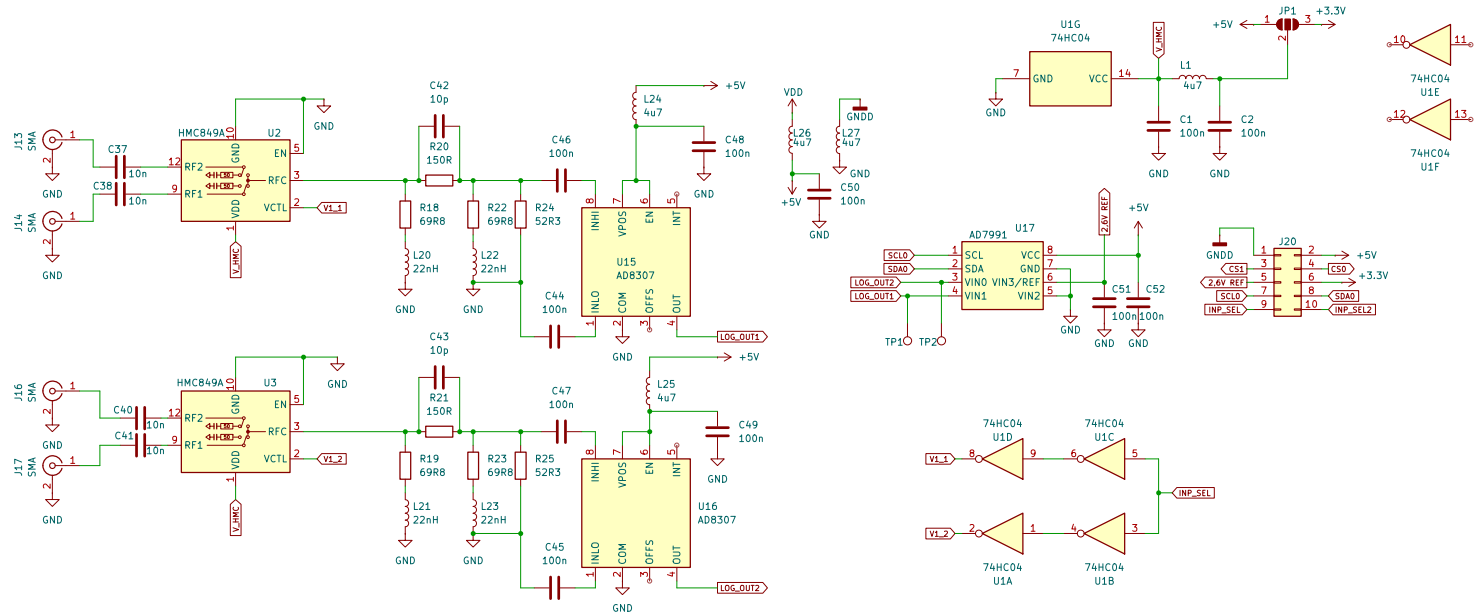 J13
SMA
1
2
GND
C37
10n
C38
10n
J14
SMA
1
2
GND
HMC849A
U2
10
GND
12
RF2
9
RF1
VDD
1
EN
5
RFC
3
VCTL
2
V1_1
V_HMC
GND
C42
10p
R20
150R
R18
69R8
L20
22nH
GND
R22
69R8
L22
22nH
GND
R24
52R3
C46
100n
C44
100n
L24
4u7
+5V
C48
100n
GND
8
7
6
5
INHI
VPOS
EN
INT
U15
AD8307
INLO
COM
OFFS
OUT
1
2
3
4
GND
LOG_OUT1
VDD
L26
4u7
+5V
C50
100n
GND
GNDD
L27
4u7
GND
U1G
74HC04
7
GND
VCC
14
GND
V_HMC
L1
4u7
C1
100n
GND
C2
100n
GND
JP1
+5V
1
3
+3.3V
2
10
11
74HC04
U1E
12
13
74HC04
U1F
2.6V REF
+5V
AD7991
U17
SCL0
1
SCL
SDA0
2
SDA
LOG_OUT2
3
VIN0
LOG_OUT1
4
VIN1
VCC
8
GND
7
VIN3/REF
6
VIN2
5
TP1
TP2
GND
C51
100n
GND
C52
100n
GND
GNDD
J20
1
2
+5V
CS1
3
4
CS0
2.6V REF
5
6
+3.3V
SCL0
7
8
SDA0
INP_SEL
9
10
INP_SEL2
J16
SMA
1
2
GND
C40
10n
C41
10n
J17
SMA
1
2
GND
HMC849A
U3
10
GND
12
RF2
9
RF1
VDD
1
EN
5
RFC
3
VCTL
2
V1_2
V_HMC
GND
C43
10p
R21
150R
R19
69R8
L21
22nH
GND
R23
69R8
L23
22nH
GND
R25
52R3
C47
100n
C45
100n
L25
4u7
+5V
C49
100n
GND
8
7
6
5
INHI
VPOS
EN
INT
U16
AD8307
INLO
COM
OFFS
OUT
1
2
3
4
GND
LOG_OUT2
74HC04
U1D
V1_1
8
9
74HC04
U1C
6
5
INP_SEL
V1_2
2
1
74HC04
U1A
4
3
74HC04
U1B